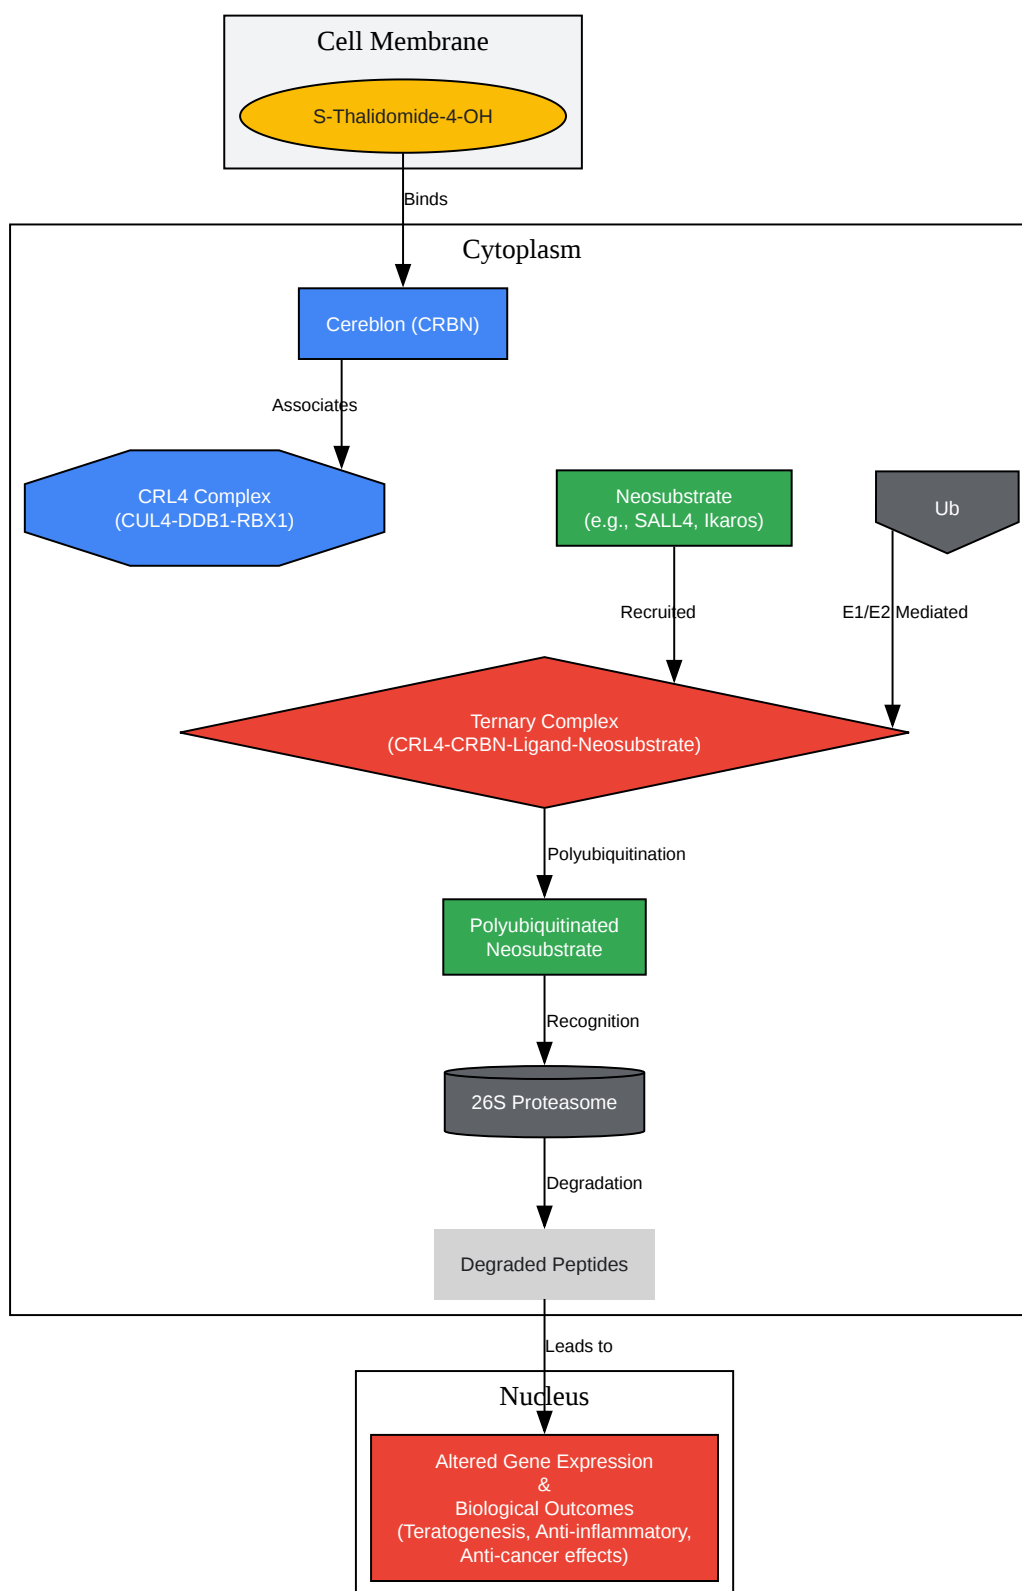 Cell Membrane
S-Thalidomide-4-OH
Binds
Cytoplasm
Cereblon (CRBN)
Associates
CRL4 Complex
(CUL4-DDB1-RBX1)
Neosubstrate
(e.g., SALL4, Ikaros)
Ub
Recruited
E1/E2 Mediated
Ternary Complex
(CRL4-CRBN-Ligand-Neosubstrate)
Polyubiquitination
Polyubiquitinated
Neosubstrate
Recognition
26S Proteasome
Degradation
Degraded Peptides
Leads to
Nucleus
Altered Gene Expression
&
Biological Outcomes
(Teratogenesis, Anti-inflammatory,
Anti-cancer effects)